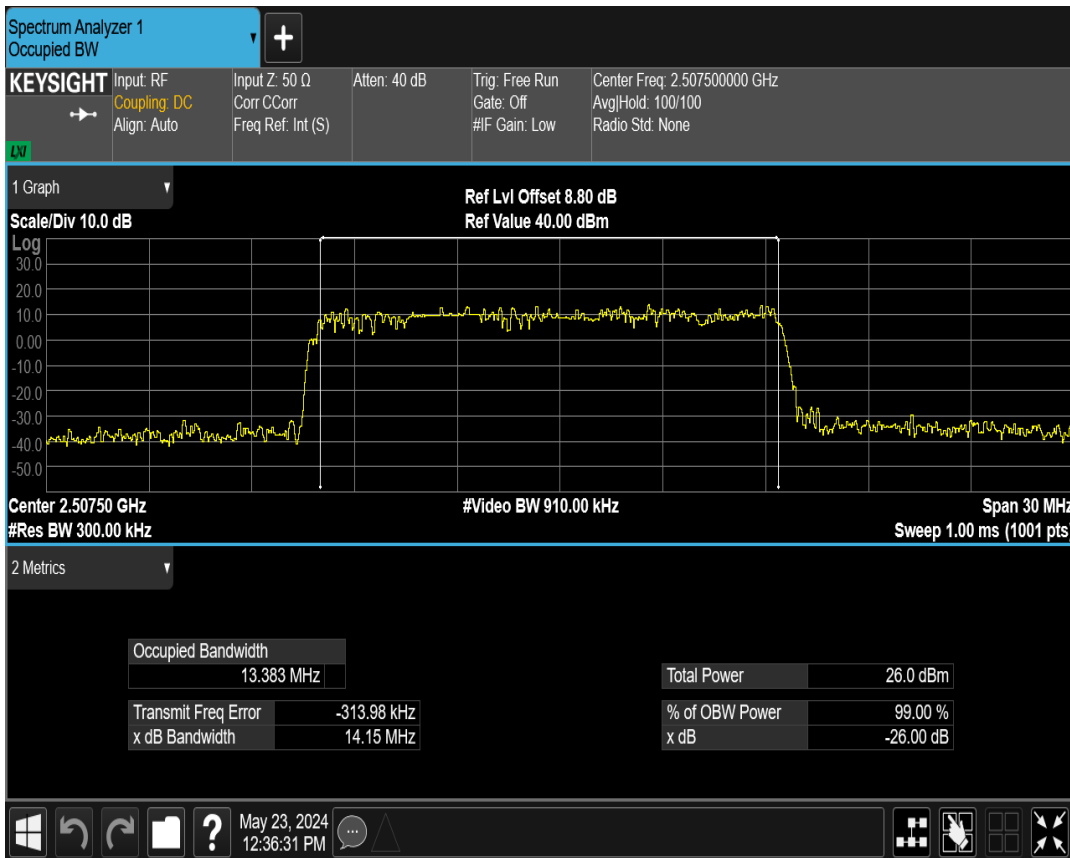 Spectrum Analyzer 1
Occupied BW
+
KEYSIGHT
Input: RF
Coupling: DC
Align: Auto
Input Z: 50 Ω
Corr CCorr
Freq Ref: Int (S)
Atten: 40 dB
Trig: Free Run
Gate: Off
#IF Gain: Low
Center Freq: 2.507500000 GHz
Avg|Hold: 100/100
Radio Std: None
LXI
1 Graph
Scale/Div 10.0 dB
Ref Lvl Offset 8.80 dB
Ref Value 40.00 dBm
Log
30.0
20.0
10.0
0.00
-10.0
-20.0
-30.0
-40.0
-50.0
Center 2.50750 GHz
#Video BW 910.00 kHz
Span 30 MHz
#Res BW 300.00 kHz
Sweep 1.00 ms (1001 pts)
2 Metrics
Occupied Bandwidth
13.383 MHz
Total Power 26.0 dBm
Transmit Freq Error -313.98 kHz
% of OBW Power 99.00 %
x dB Bandwidth 14.15 MHz
x dB -26.00 dB
?
May 23, 2024
12:36:31 PM